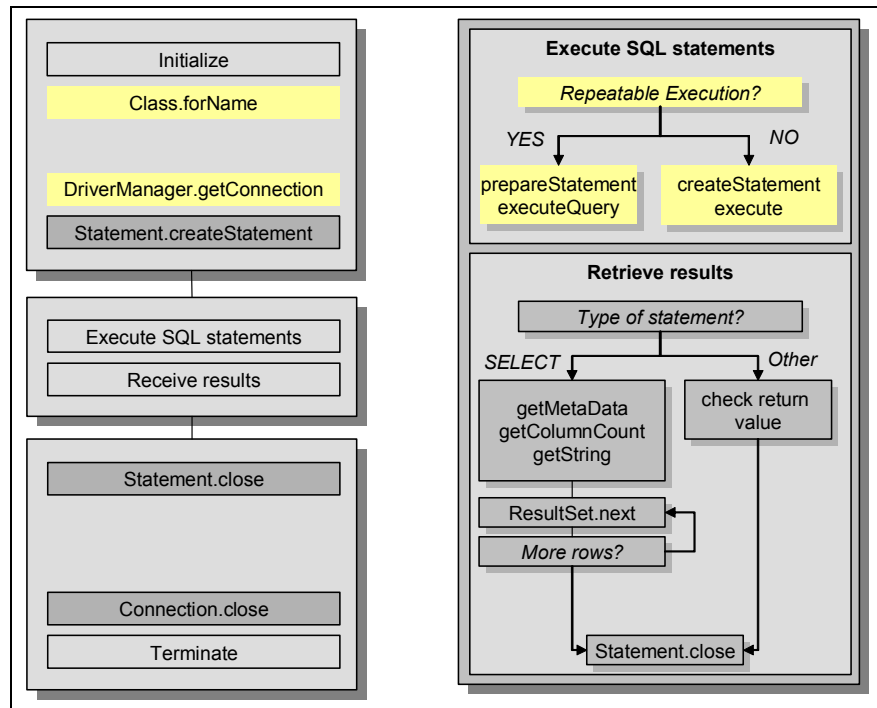 Initialize
Class.forName
DriverManager.getConnection
Statement.createStatement
Execute SQL statements
Receive results
Statement.close
Connection.close
Terminate
Execute SQL statements
Repeatable Execution?
YES
NO
prepareStatement
executeQuery
createStatement
execute
Retrieve results
Type of statement?
SELECT
Other
getMetaData
getColumnCount
getString
check return
value
ResultSet.next
More rows?
Statement.close